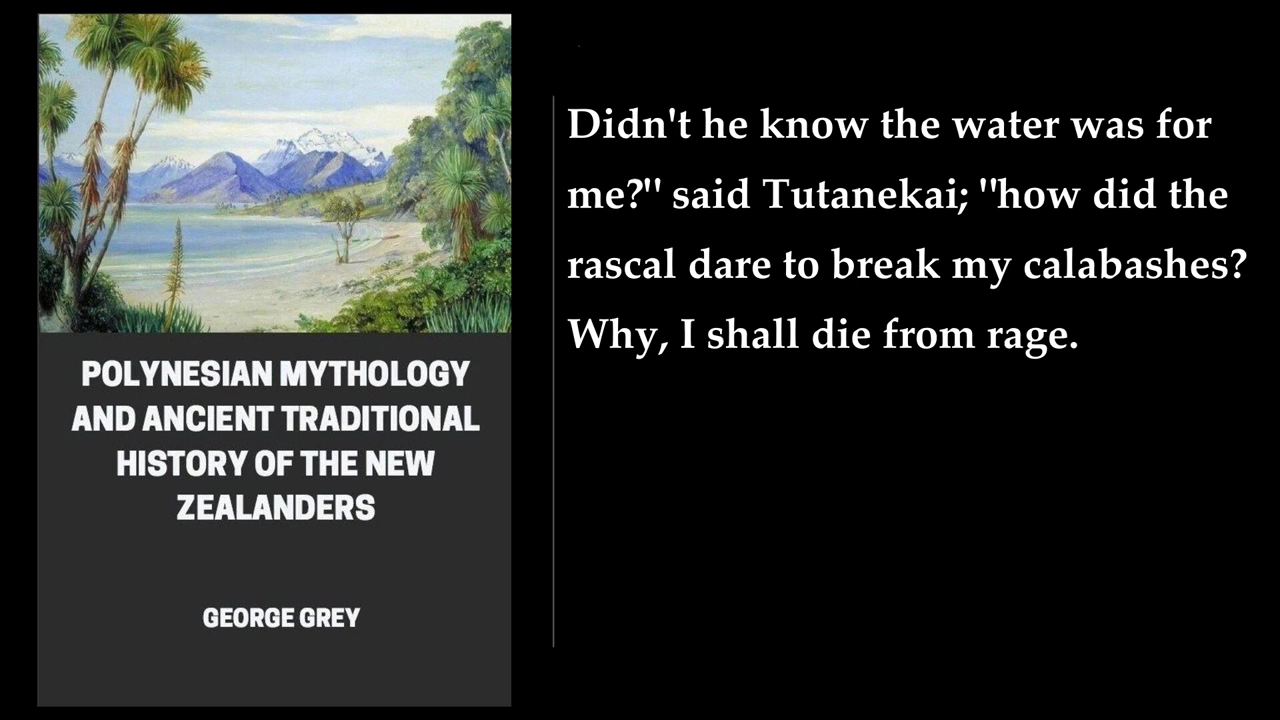 POLYNESIAN MYTHOLOGY
AND ANCIENT TRADITIONAL
HISTORY OF THE NEW
ZEALANDERS
GEORGE GREY
Didn't he know the water was for
me?" said Tutanekai; "how did the
rascal dare to break my calabashes?
Why, I shall die from rage.